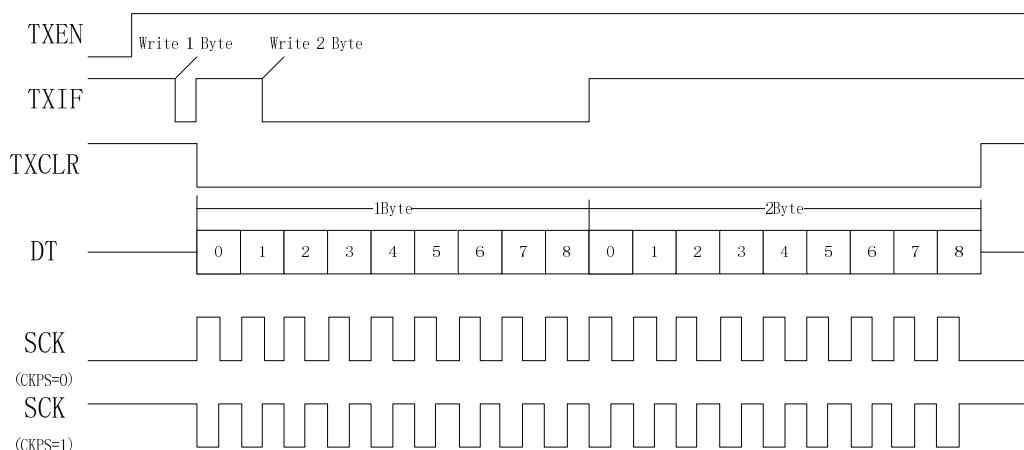 TXEN
Write 1 Byte Write 2 Byte
TXIF
TXCLR
1Byte 2Byte
DT 0 1 2 3 4 5 6 7 8 0 1 2 3 4 5 6 7 8
SCK
(CKPS=0)
SCK
(CKPS=1)